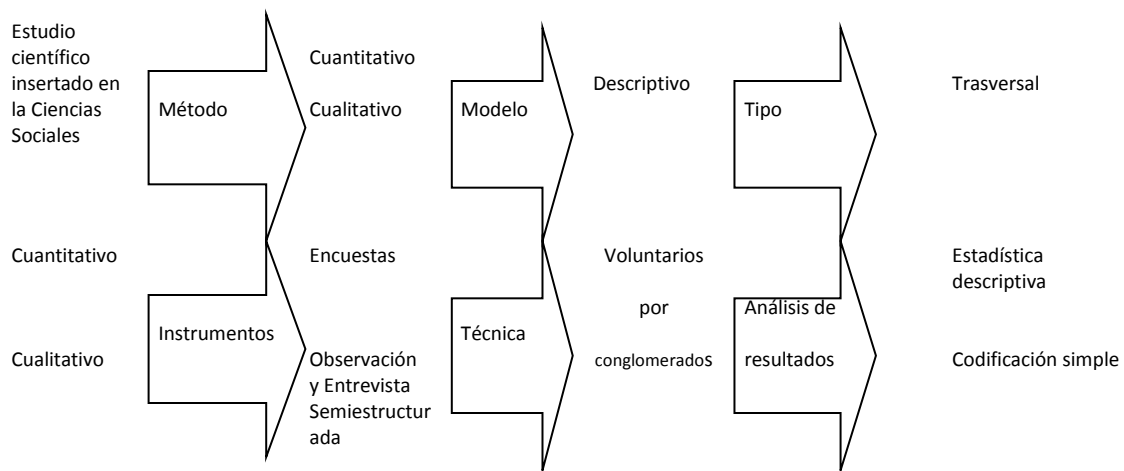 Estudio
científico
insertado en
la Ciencias
Sociales
Método
Cuantitativo
Cualitativo
Modelo
Descriptivo
Tipo
Trasversal
Cuantitativo
Cualitativo
Instrumentos
Encuestas
Observación
y Entrevista
Semiestructur
ada
Técnica
Voluntarios
por
conglomerados
Análisis de
resultados
Estadística
descriptiva
Codificación simple